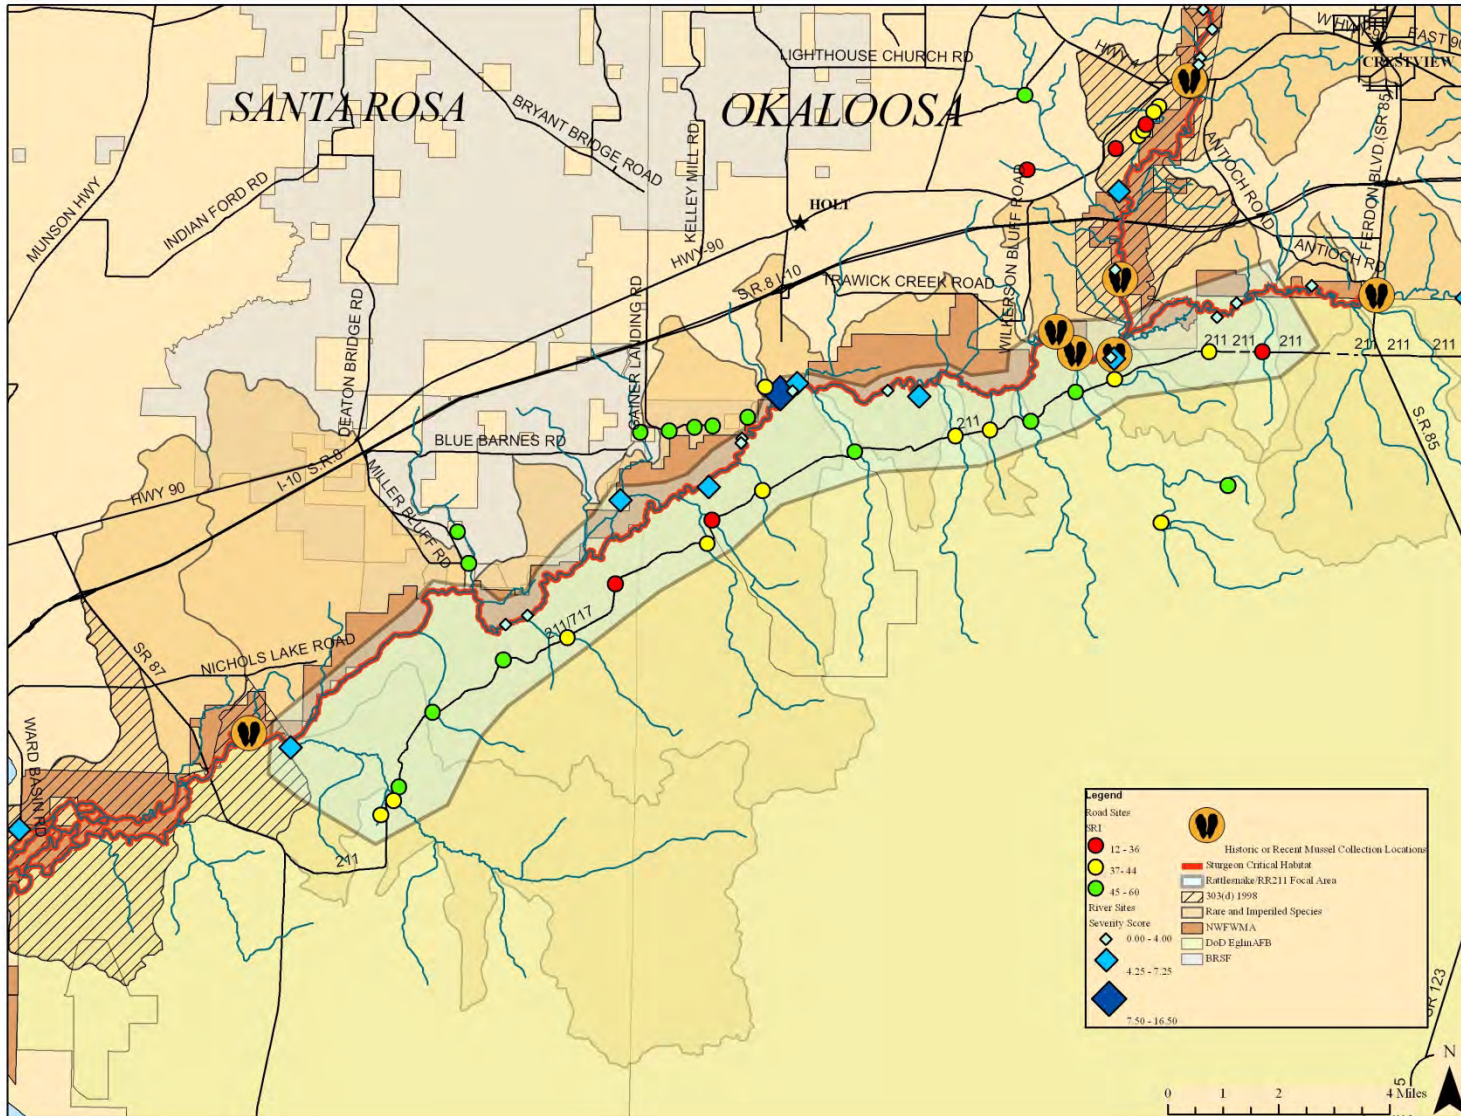 W HWY 90
EAST 90
HWY 4
CRESTVIEW
LIGHTHOUSE CHURCH RD
SANTA ROSA
OKALOOSA
BRYANT BRIDGE ROAD
FERDON BLVD.(SR 85)
ANTIOCH ROAD
MUNSON HWY
INDIAN FORD RD
KELLEY MILL RD
HOLT
WILKERSON BLUFF ROAD
ANTIOCH RD
HWY-90
S.R.8 I-10
TRAWICK CREEK ROAD
DEATON BRIDGE RD
GAINER LANDING RD
211 211 211 211 211 211
BLUE BARNES RD
211
S.R.85
I-10 S.R.8
HWY 90
MILLER BLUFF RD
211/717
SR 87
NICHOLS LAKE ROAD
WARD BASIN RD
211
Legend
Road Sites
SRI
12 - 36
37- 44
45 - 60
River Sites
Severity Score
0.00 - 4.00
4.25 - 7.25
7.50 - 16.50
Historic or Recent Mussel Collection Locations
Sturgeon Critical Habitat
Rattlesnake/RR211 Focal Area
303(d) 1998
Rare and Imperiled Species
NWFWMA
DoD EglinAFB
BRSF
SR 123
N
0 1 2 4 Miles